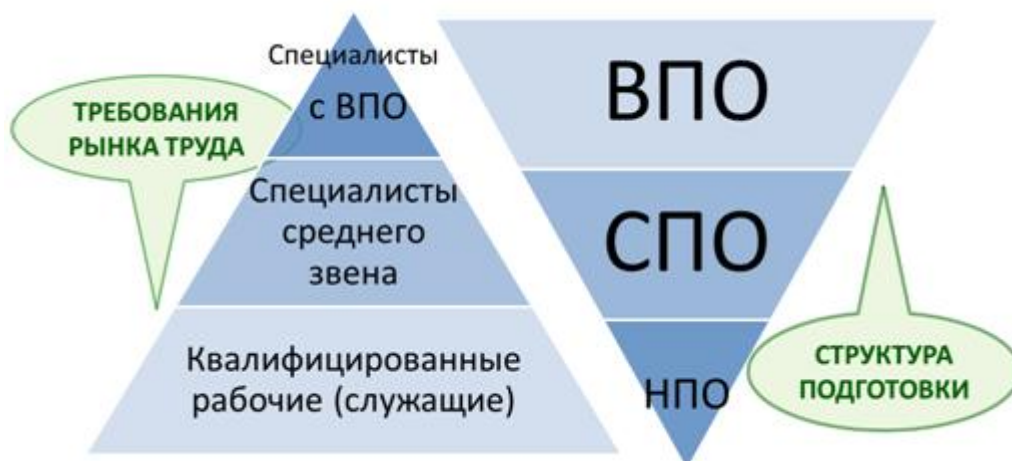 Специалисты
с ВПО
ТРЕБОВАНИЯ
РЫНКА ТРУДА
Специалисты
среднего
звена
Квалифицированные
рабочие (служащие)
ВПО
СПО
НПО
СТРУКТУРА
ПОДГОТОВКИ